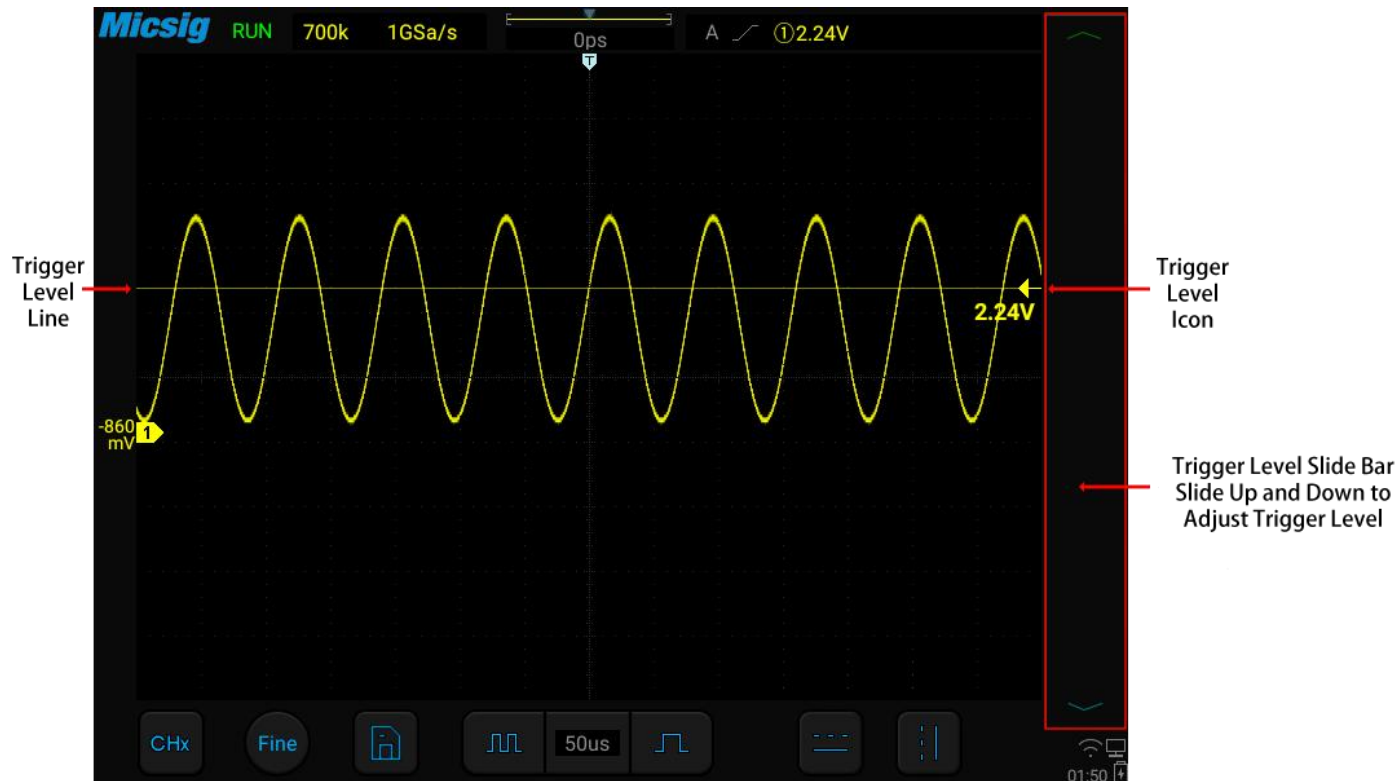 Micsig RUN 700k 1GSa/s 0ps A ①2.24V
T
Trigger
Level
Line
Trigger
Level
Icon
2.24V
-860
mV
1
Trigger Level Slide Bar
Slide Up and Down to
Adjust Trigger Level
CHx Fine 50us
01:50